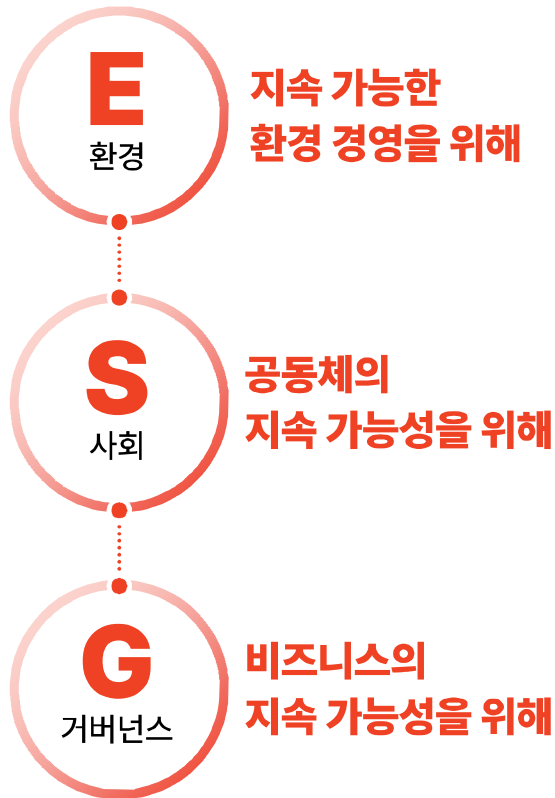 E
환경
지속 가능한
환경 경영을 위해
S
사회
공동체의
지속 가능성을 위해
G
거버넌스
비즈니스의
지속 가능성을 위해